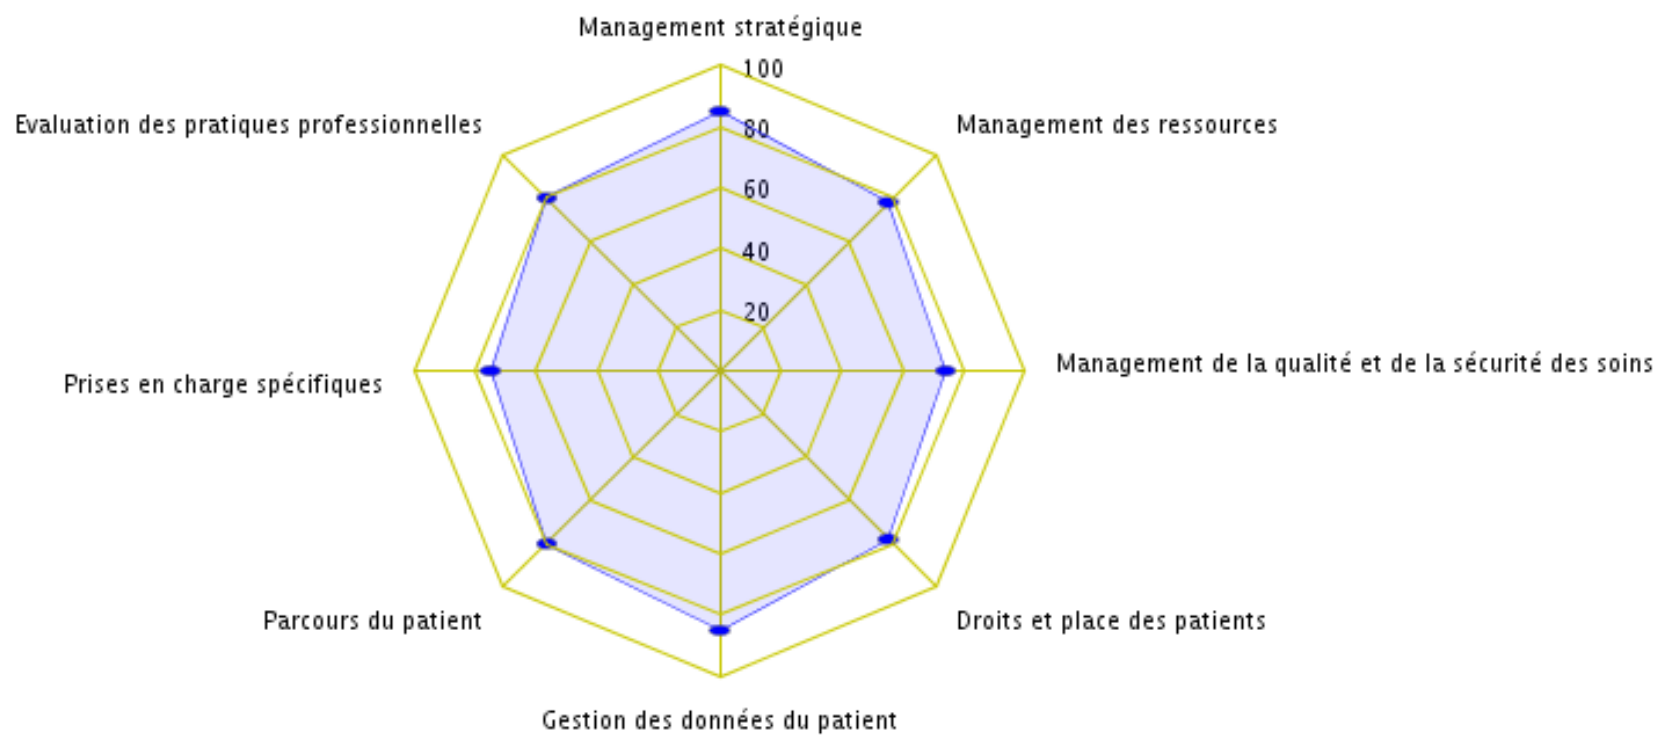 Management stratégique
100
Evaluation des pratiques professionnelles
Management des ressources
80
60
40
20
Management de la qualité et de la sécurité des soins
Prises en charge spécifiques
Parcours du patient
Droits et place des patients
Gestion des données du patient